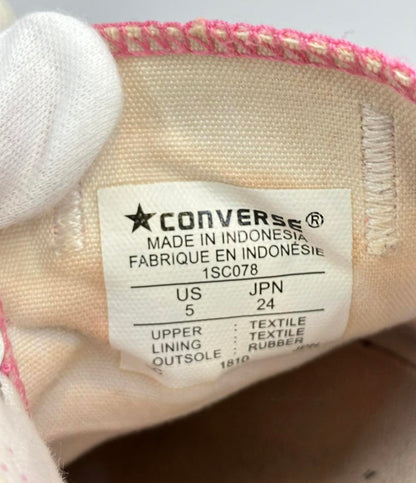 ★CONVERSE®
MADE IN INDONESIA
FABRIQUE EN INDONÉSIE
1SC078
US JPN
5 24
UPPER : TEXTILE
LINING : TEXTILE
OUTSOLE : RUBBER
1810 JPN